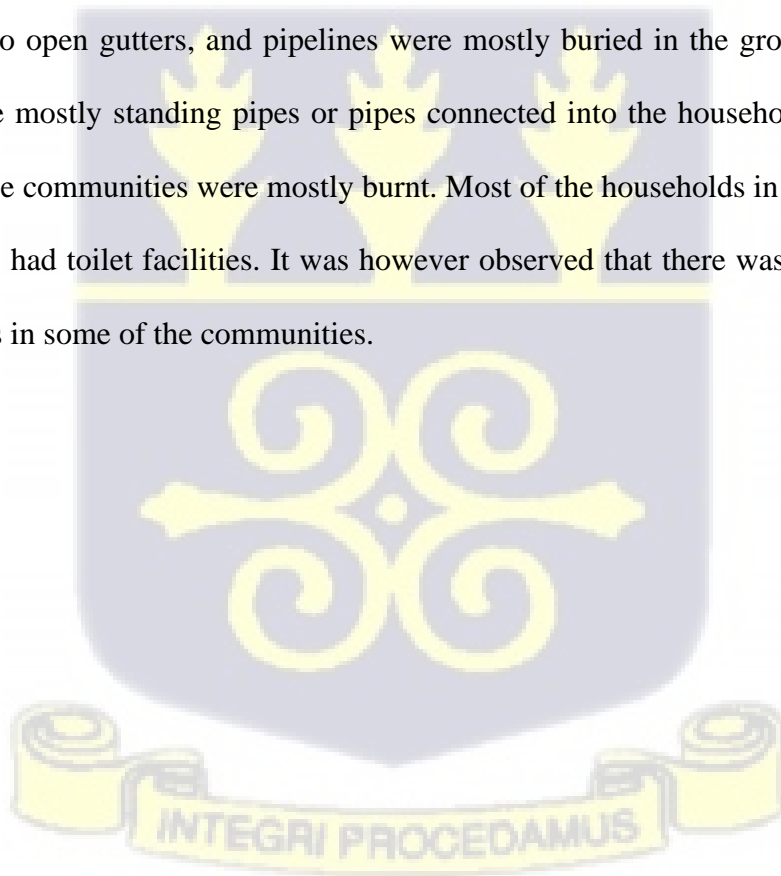 o open gutters, and pipelines were mostly buried in the gro
e mostly standing pipes or pipes connected into the househo
e communities were mostly burnt. Most of the households in
had toilet facilities. It was however observed that there was
s in some of the communities.
INTEGRI PROCEDAMUS